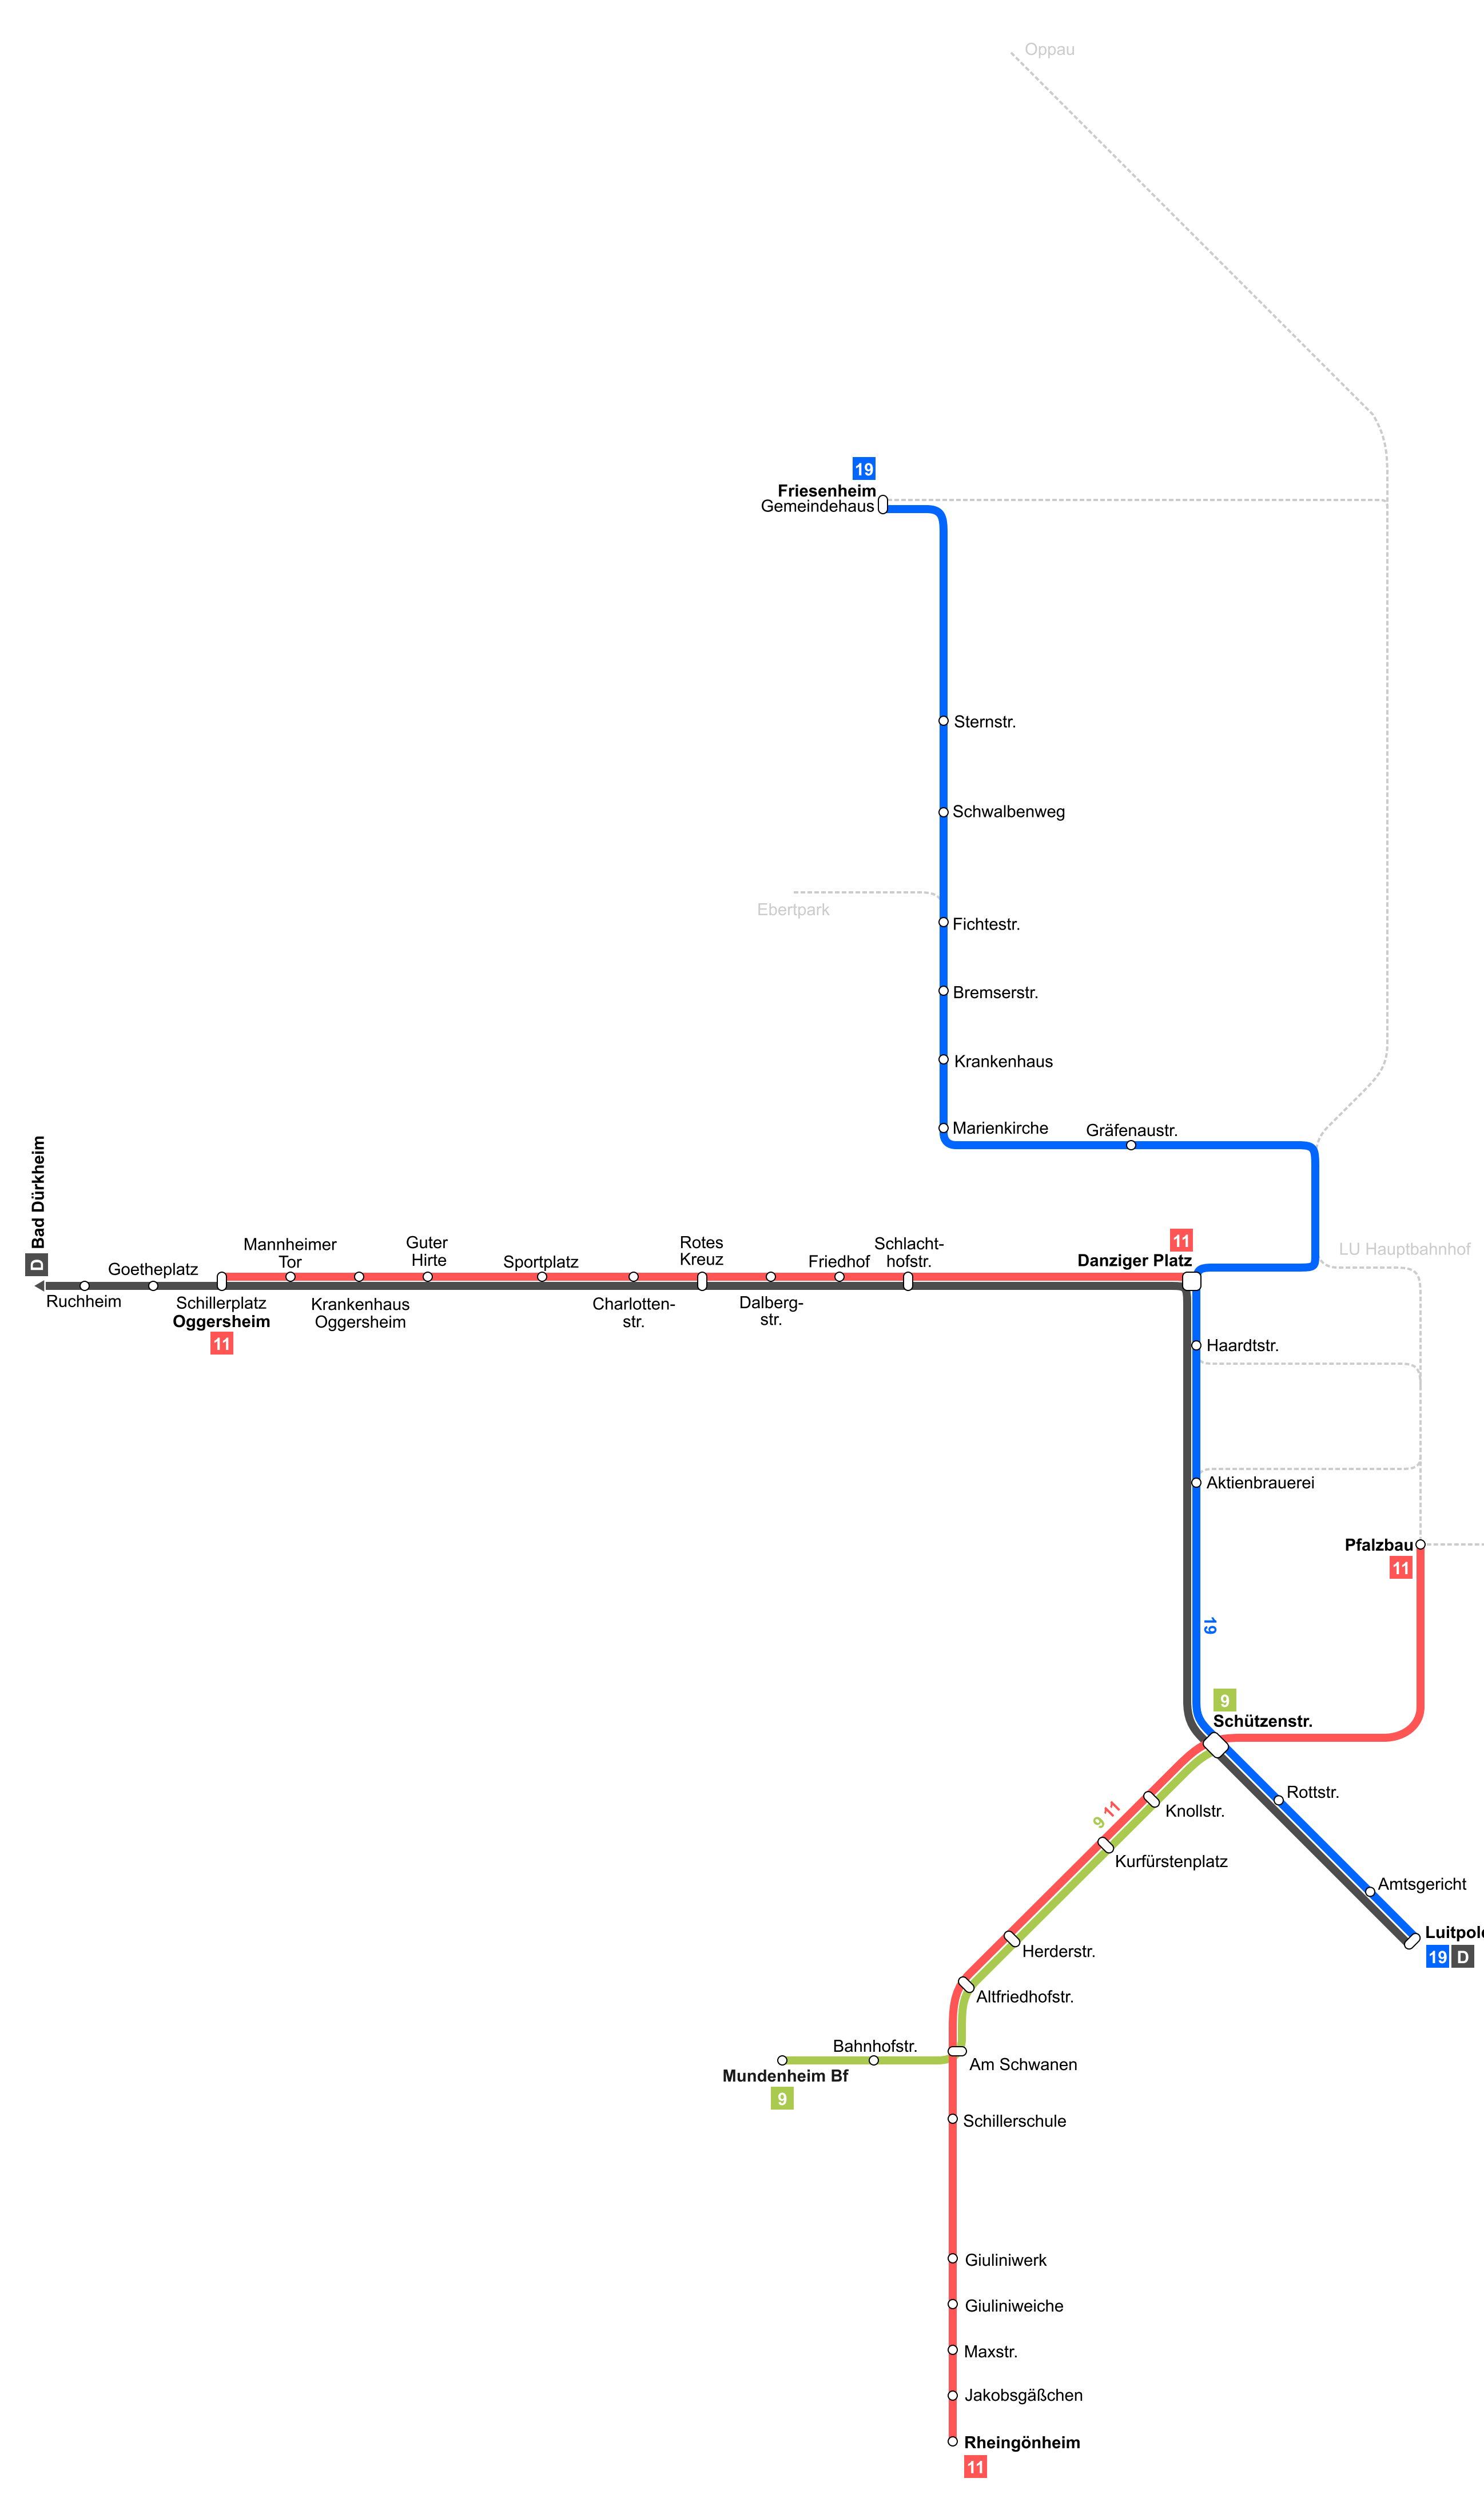 Oppau
19
Friesenheim
Gemeindehaus
Sternstr.
Schwalbenweg
Ebertpark
Fichtestr.
Bremserstr.
Krankenhaus
Marienkirche
Gräfenaustr.
D Bad Dürkheim
Ruchheim
Goetheplatz
Schillerplatz
Oggersheim
11
Mannheimer
Tor
Krankenhaus
Oggersheim
Guter
Hirte
Sportplatz
Charlotten-
str.
Rotes
Kreuz
Dalberg-
str.
Friedhof
Schlacht-
hofstr.
11
Danziger Platz
LU Hauptbahnhof
Haardtstr.
Aktienbrauerei
Pfalzbau
11
19
9
Schützenstr.
Rottstr.
Amtsgericht
Luitpol
19 D
Knollstr.
9 11
Kurfürstenplatz
Herderstr.
Altfriedhofstr.
Bahnhofstr.
Mundenheim Bf
9
Am Schwanen
Schillerschule
Giuliniwerk
Giuliniweiche
Maxstr.
Jakobsgäßchen
Rheingönheim
11